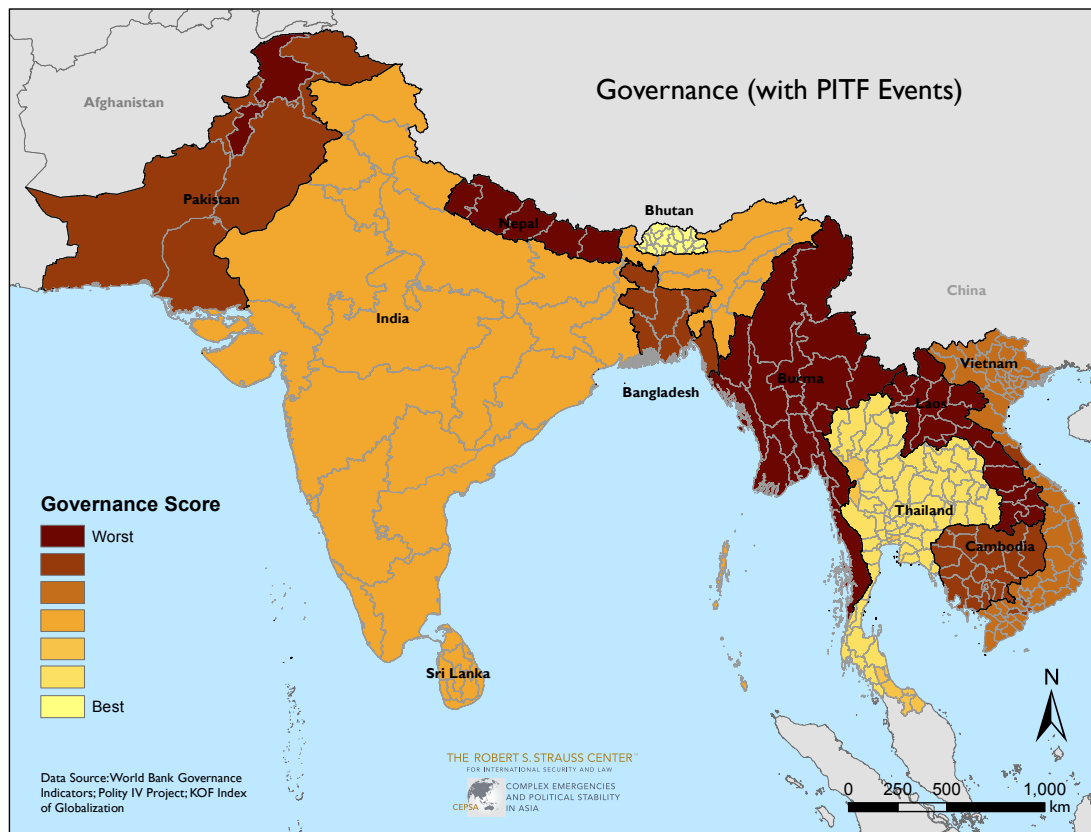 Governance (with PITF Events)
Afghanistan
Pakistan
Nepal
Bhutan
China
India
Bangladesh
Burma
Vietnam
Laos
Thailand
Cambodia
Sri Lanka
Governance Score
Worst
Best
N
Data Source:World Bank Governance
Indicators; Polity IV Project; KOF Index
of Globalization
THE ROBERT S. STRAUSS CENTER™
FOR INTERNATIONAL SECURITY AND LAW
CEPSA
COMPLEX EMERGENCIES
AND POLITICAL STABILITY
IN ASIA
0 250 500 1,000
km